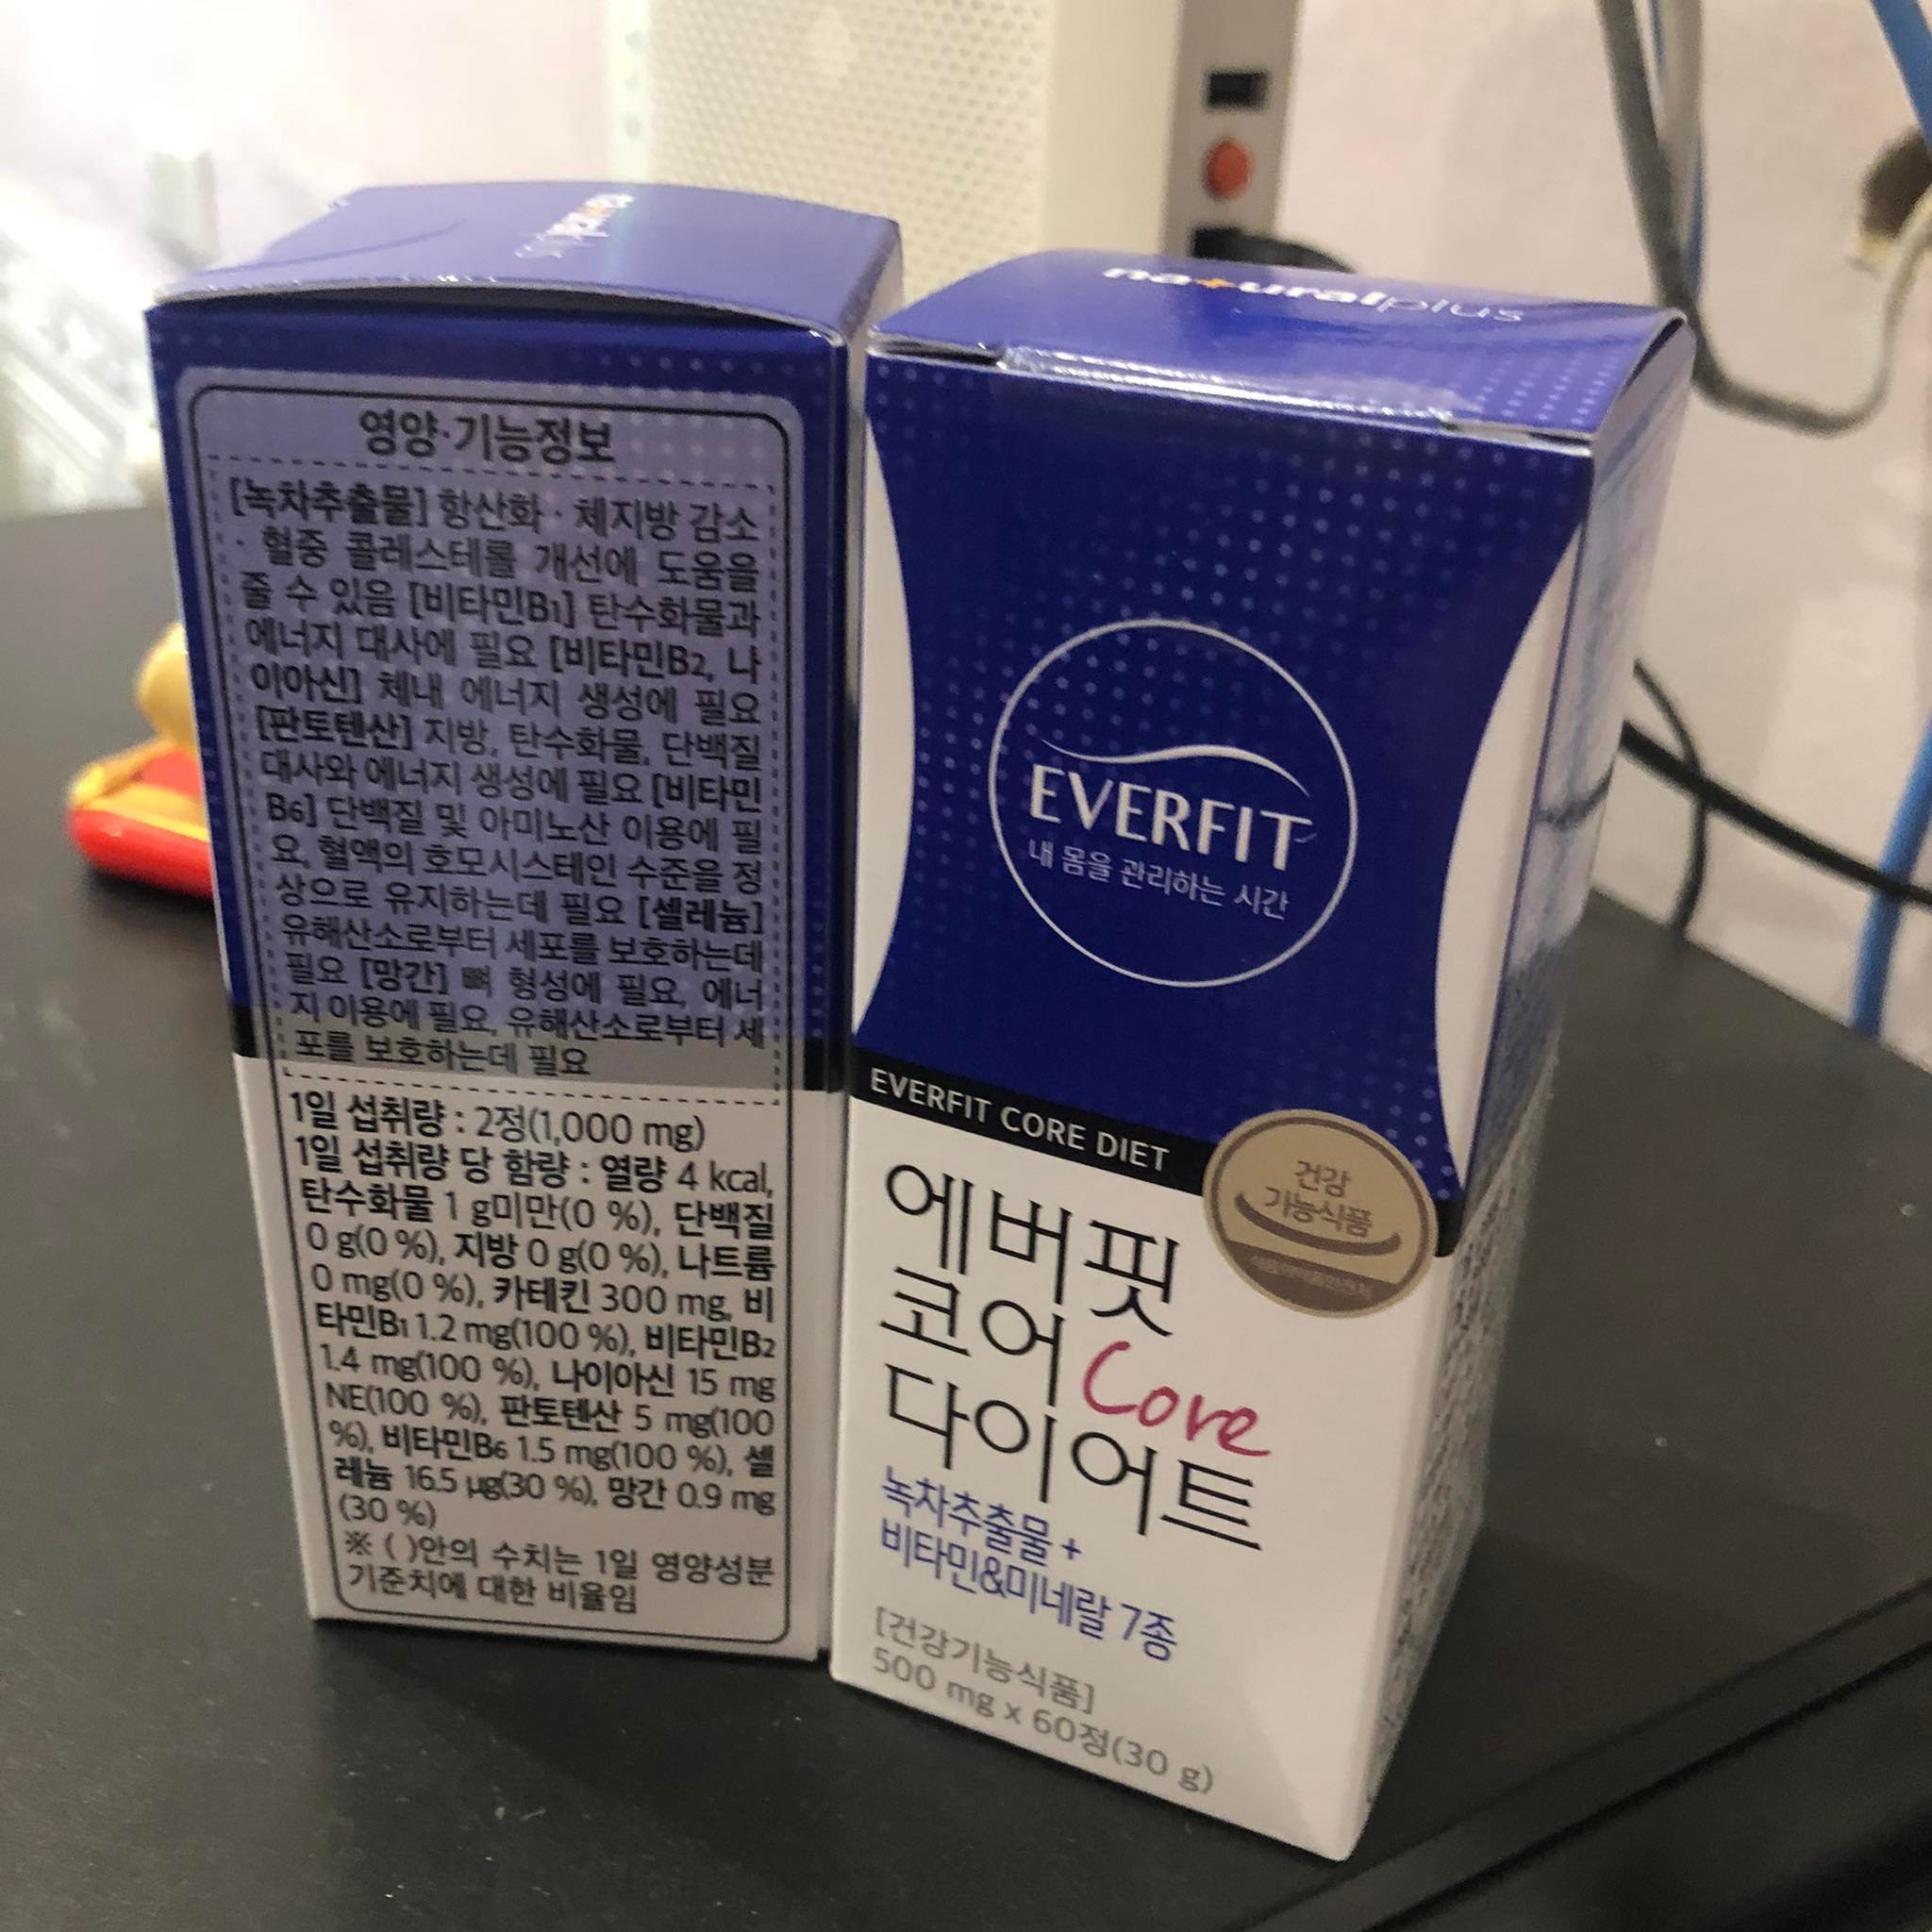 영양·기능정보
[녹차추출물] 항산화·체지방 감소
·혈중 콜레스테롤 개선에 도움을
줄 수 있음 [비타민B1] 탄수화물과
에너지 대사에 필요 [비타민B2, 나
이아신] 체내 에너지 생성에 필요
[판토텐산] 지방, 탄수화물, 단백질
대사와 에너지 생성에 필요 [비타민
B6] 단백질 및 아미노산 이용에 필
요, 혈액의 호모시스테인 수준을 정
상으로 유지하는데 필요 [셀레늄]
유해산소로부터 세포를 보호하는데
필요 [망간] 뼈 형성에 필요, 에너
지 이용에 필요, 유해산소로부터 세
포를 보호하는데 필요
1일 섭취량 : 2정(1,000 mg)
1일 섭취량 당 함량 : 열량 4 kcal,
탄수화물 1 g미만(0 %), 단백질
0 g(0 %), 지방 0 g(0 %), 나트륨
0 mg(0 %), 카테킨 300 mg, 비
타민B1 1.2 mg(100 %), 비타민B2
1.4 mg(100 %), 나이아신 15 mg
NE(100 %), 판토텐산 5 mg(100
%), 비타민B6 1.5 mg(100 %), 셀
레늄 16.5 μg(30 %), 망간 0.9 mg
(30 %)
※ ( )안의 수치는 1일 영양성분
기준치에 대한 비율임
naturalplus
EVERFIT
내 몸을 관리하는 시간
EVERFIT CORE DIET
건강
기능식품
식품의약품안전처
에버핏
코어 Core
다이어트
녹차추출물 +
비타민&미네랄 7종
[건강기능식품]
500 mg x 60정(30 g)